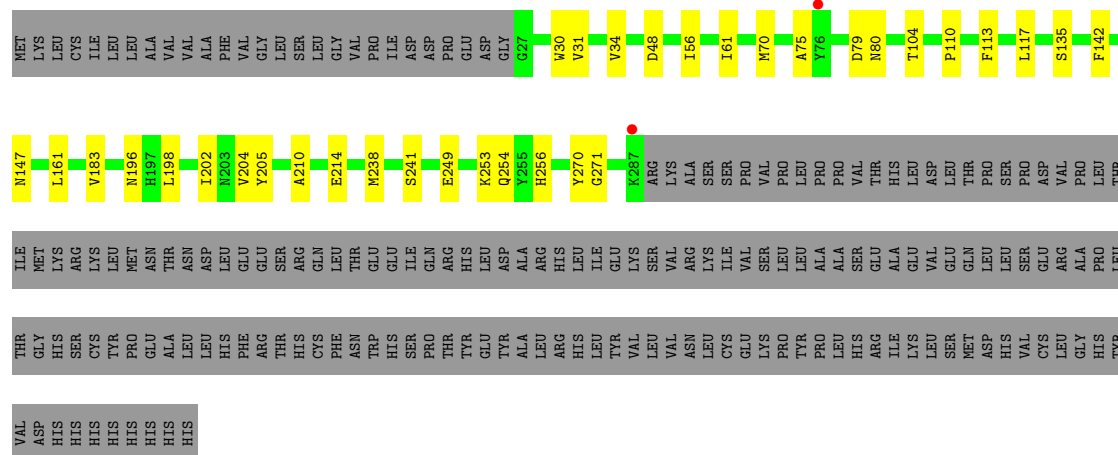 MET LYS LEU CYS ILE LEU LEU ALA VAL VAL ALA PHE VAL GLY LEU SER LEU GLY VAL PRO ILE ASP ASP PRO GLU ASP GLY G27 W30 V31 V34 D48 I56 I61 M70 A75 Y76 D79 N80 T104 P110 F113 L117 S135 F142
N147 L161 V183 N196 H197 L198 I202 N203 V204 Y205 A210 E214 M238 S241 E249 K253 Q254 Y255 H256 Y270 G271 K287 ARG LYS ALA SER SER PRO VAL PRO LEU PRO PRO VAL THR HIS LEU ASP LEU THR PRO SER PRO ASP VAL PRO LEU THR
ILE MET LYS ARG LYS LEU MET ASN THR ASN ASP LEU GLU GLU SER ARG GLN LEU THR GLU GLU ILE GLN ARG HIS LEU ASP ALA ARG HIS LEU ILE GLU LYS SER VAL ARG LYS ILE VAL SER LEU LEU ALA ALA SER GLU ALA GLU VAL GLU GLN LEU LEU SER GLU ARG ALA PRO LEU
THR GLY HIS SER CYS TYR PRO GLU ALA LEU LEU HIS PHE ARG THR HIS CYS PHE ASN TRP HIS SER PRO THR TYR GLU TYR ALA LEU ARG HIS LEU TYR VAL LEU VAL ASN LEU CYS GLU LYS PRO TYR PRO LEU HIS ARG ILE LYS LEU SER MET ASP HIS VAL CYS LEU GLY HIS TYR
VAL ASP HIS HIS HIS HIS HIS HIS HIS HIS